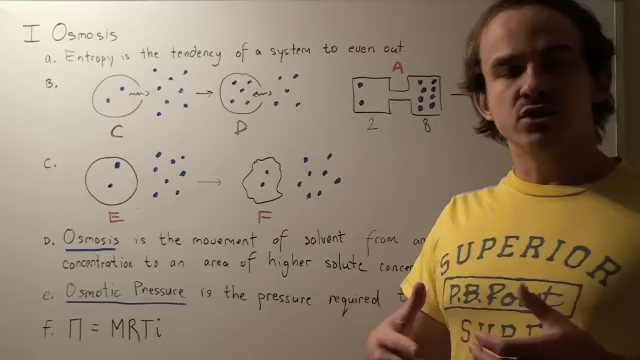 I Osmosis
a. Entropy is the tendency of a system to even out.
B.
C
D
A
2
8
C.
E
F
D. Osmosis is the movement of solvent from an
concentration to an area of higher solute concen
e. Osmotic Pressure is the pressure required t
f. Π = MRTi
SUPERIOR
P.B. Point
SUPE